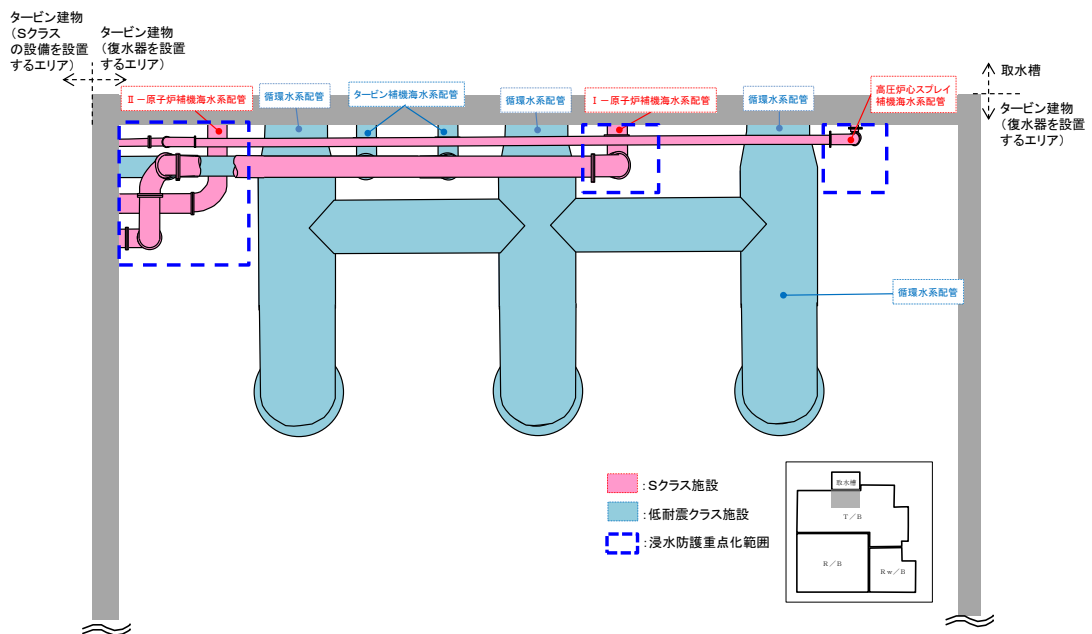 タービン建物
(Sクラス
の設備を設置
するエリア)
タービン建物
(復水器を設置
するエリア)
Ⅱ-原子炉補機海水系配管
循環水系配管
タービン補機海水系配管
循環水系配管
Ⅰ-原子炉補機海水系配管
循環水系配管
高圧炉心スプレイ
補機海水系配管
取水槽
タービン建物
(復水器を設置
するエリア)
循環水系配管
:Sクラス施設
:低耐震クラス施設
:浸水防護重点化範囲
取水槽
T/B
R/B
Rw/B